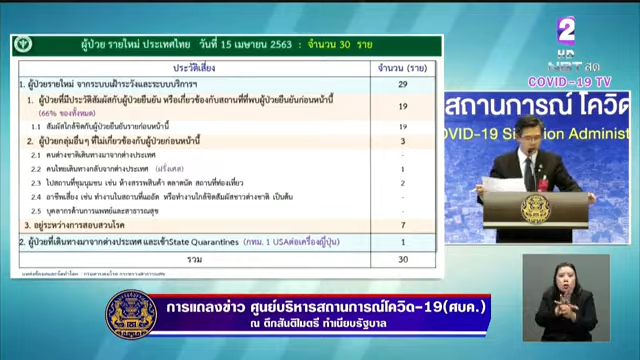 ผู้ป่วย รายใหม่ ประเทศไทย วันที่ 15 เมษายน 2563 : จำนวน 30 ราย
ประวัติเสี่ยง จำนวน (ราย)
1. ผู้ป่วยรายใหม่ จากระบบเฝ้าระวังและระบบบริการฯ 29
1. ผู้ป่วยที่มีประวัติสัมผัสกับผู้ป่วยยืนยัน หรือเกี่ยวข้องกับสถานที่ที่พบผู้ป่วยยืนยันก่อนหน้านี้ 19
(66% ของทั้งหมด)
1.1 สัมผัสใกล้ชิดกับผู้ป่วยยืนยันรายก่อนหน้านี้ 19
2. ผู้ป่วยกลุ่มอื่นๆ ที่ไม่เกี่ยวข้องกับผู้ป่วยก่อนหน้านี้ 3
2.1 คนต่างชาติเดินทางมาจากต่างประเทศ -
2.2 คนไทยเดินทางกลับจากต่างประเทศ (ฝรั่งเศส) 1
2.3 ไปสถานที่ชุมนุมชน เช่น ห้างสรรพสินค้า ตลาดนัด สถานที่ท่องเที่ยว 2
2.4 อาชีพเสี่ยง เช่น ทำงานในสถานที่แออัด หรือทำงานใกล้ชิดสัมผัสชาวต่างชาติ เป็นต้น -
2.5 บุคลากรด้านการแพทย์และสาธารณสุข -
3. อยู่ระหว่างการสอบสวนโรค 7
2. ผู้ป่วยที่เดินทางมาจากต่างประเทศ และเข้าState Quarantines (กทม. 1 USAต่อเครื่องญี่ปุ่น) 1
รวม 30
2
NBT สด
COVID-19 TV
สถานการณ์ โควิด
OVID-19 Si
ion Administ
การแถลงข่าว ศูนย์บริหารสถานการณ์โควิด-19(ศบค.)
ณ ตึกสันติไมตรี ทำเนียบรัฐบาล